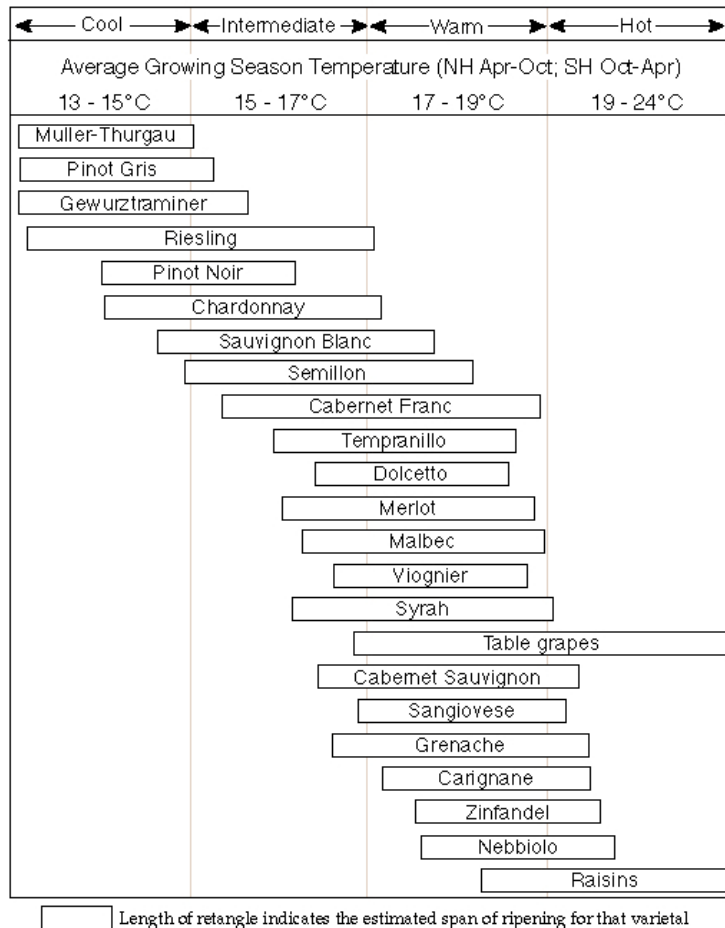 Cool Intermediate Warm Hot
Average Growing Season Temperature (NH Apr-Oct; SH Oct-Apr)
13 - 15°C 15 - 17°C 17 - 19°C 19 - 24°C
Muller-Thurgau
Pinot Gris
Gewurztraminer
Riesling
Pinot Noir
Chardonnay
Sauvignon Blanc
Semillon
Cabernet Franc
Tempranillo
Dolcetto
Merlot
Malbec
Viognier
Syrah
Table grapes
Cabernet Sauvignon
Sangiovese
Grenache
Carignane
Zinfandel
Nebbiolo
Raisins
Length of retangle indicates the estimated span of ripening for that varietal